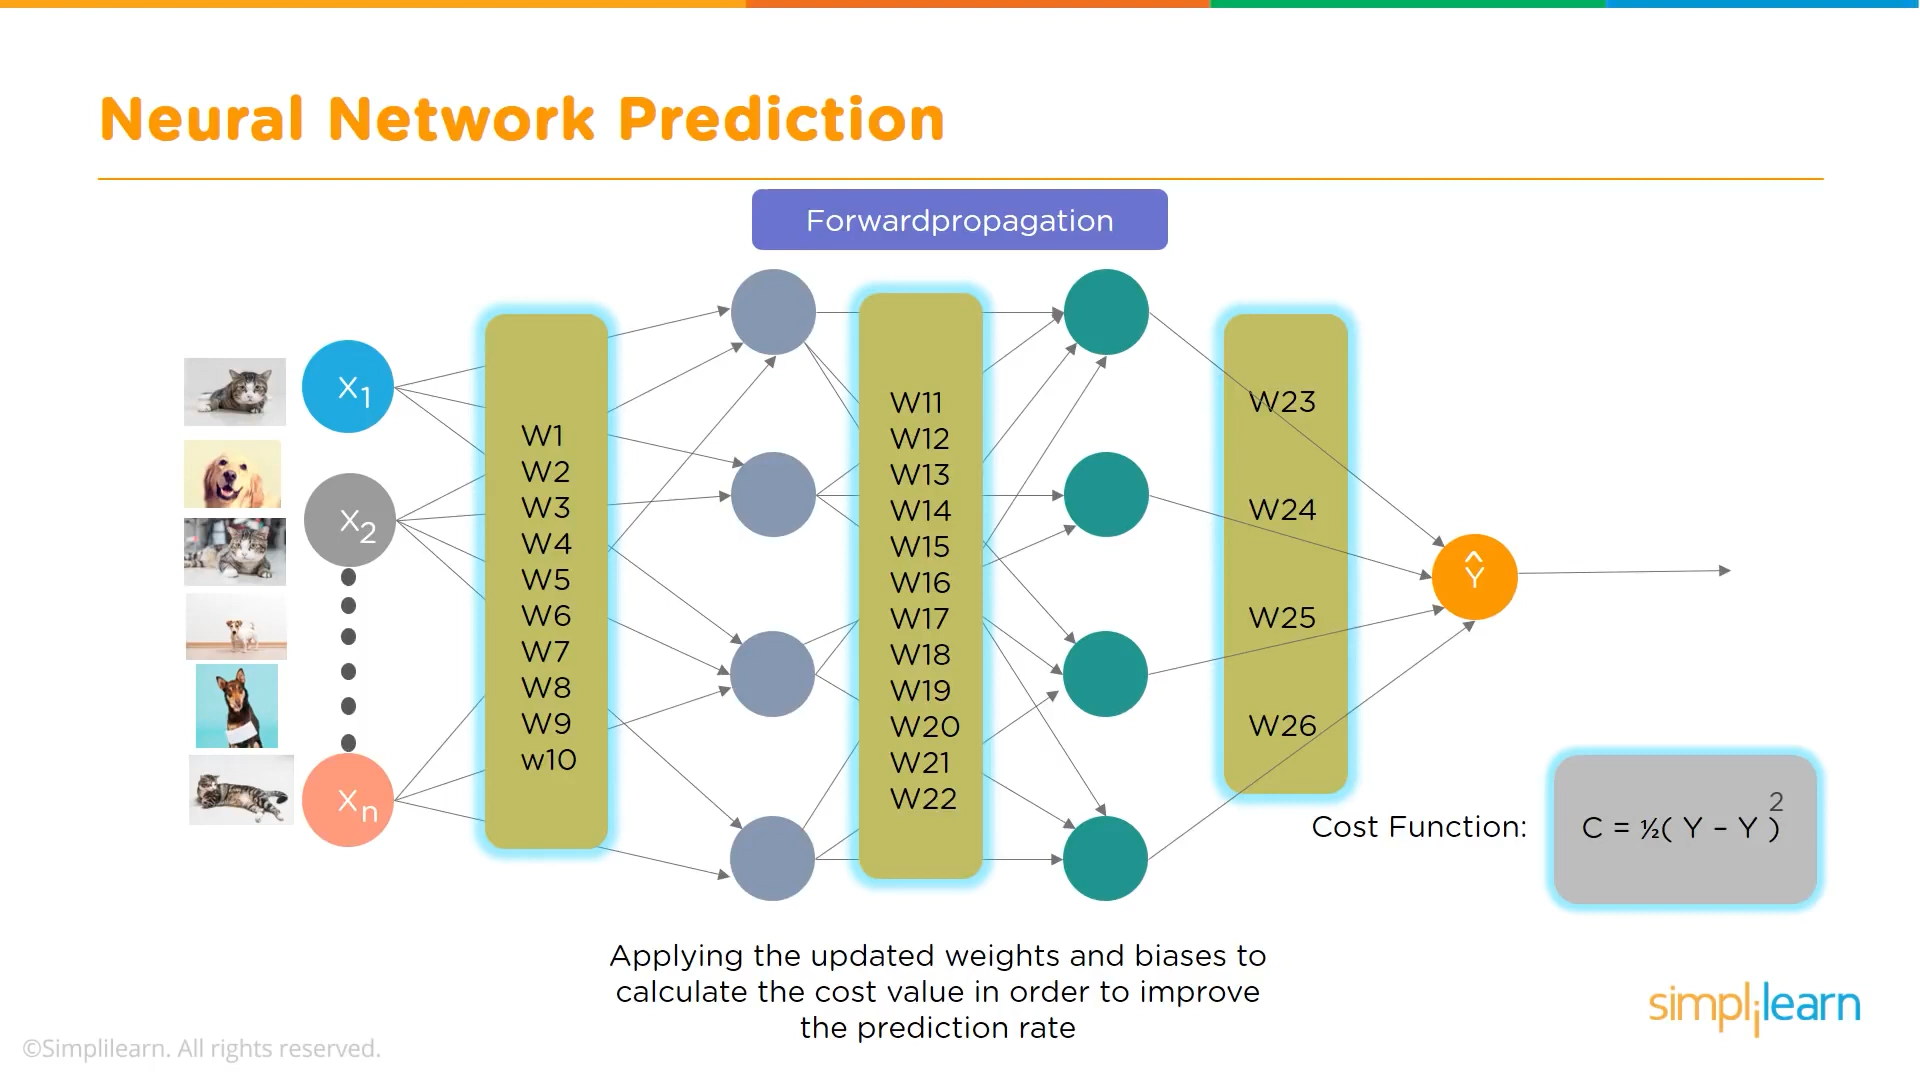 Neural Network Prediction
Forwardpropagation
X1
X2
Xn
W1
W2
W3
W4
W5
W6
W7
W8
W9
w10
W11
W12
W13
W14
W15
W16
W17
W18
W19
W20
W21
W22
W23
W24
W25
W26
^
Y
Cost Function:
C = ½( Y – Y )2
Applying the updated weights and biases to
calculate the cost value in order to improve
the prediction rate
simplilearn
©Simplilearn. All rights reserved.